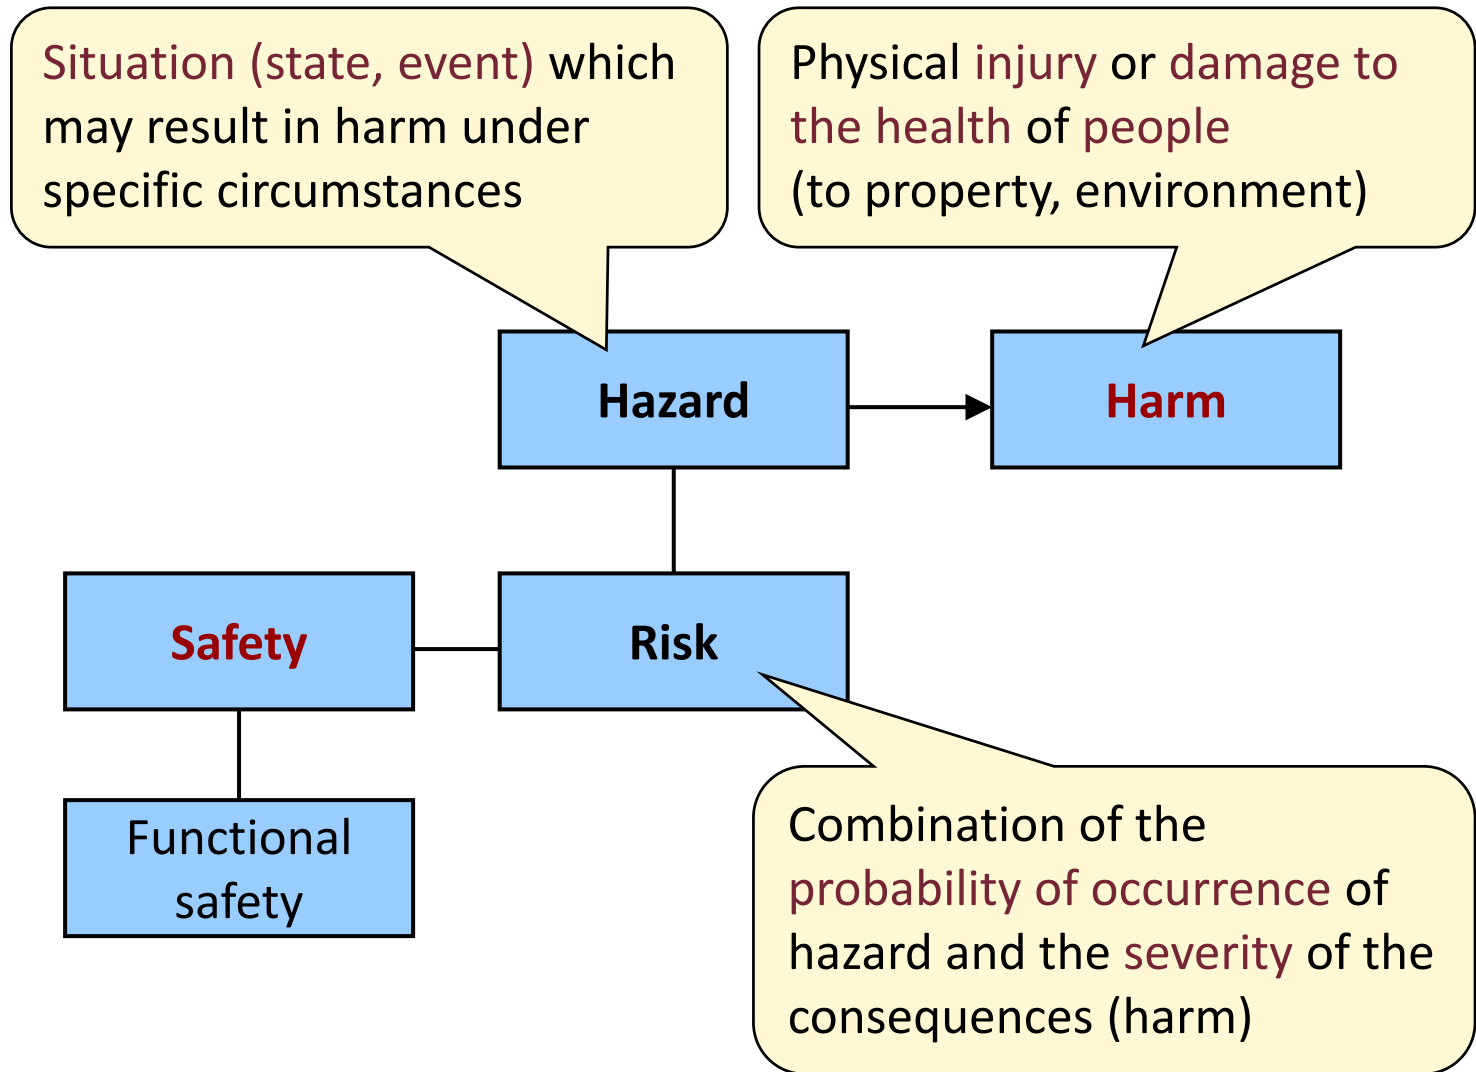 Situation (state, event) which
may result in harm under
specific circumstances
Physical injury or damage to
the health of people
(to property, environment)
Hazard
Harm
Safety
Risk
Functional
safety
Combination of the
probability of occurrence of
hazard and the severity of the
consequences (harm)